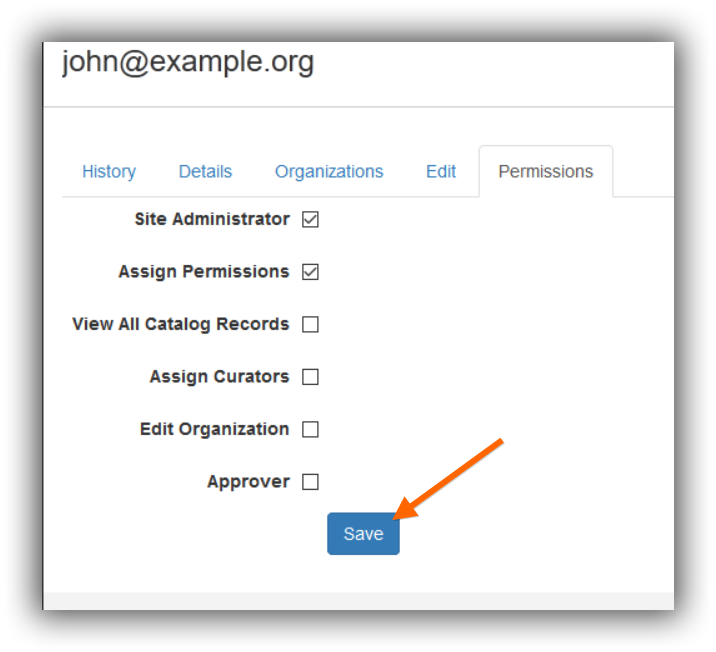 john@example.org
History Details Organizations Edit Permissions
Site Administrator
Assign Permissions
View All Catalog Records
Assign Curators
Edit Organization
Approver
Save